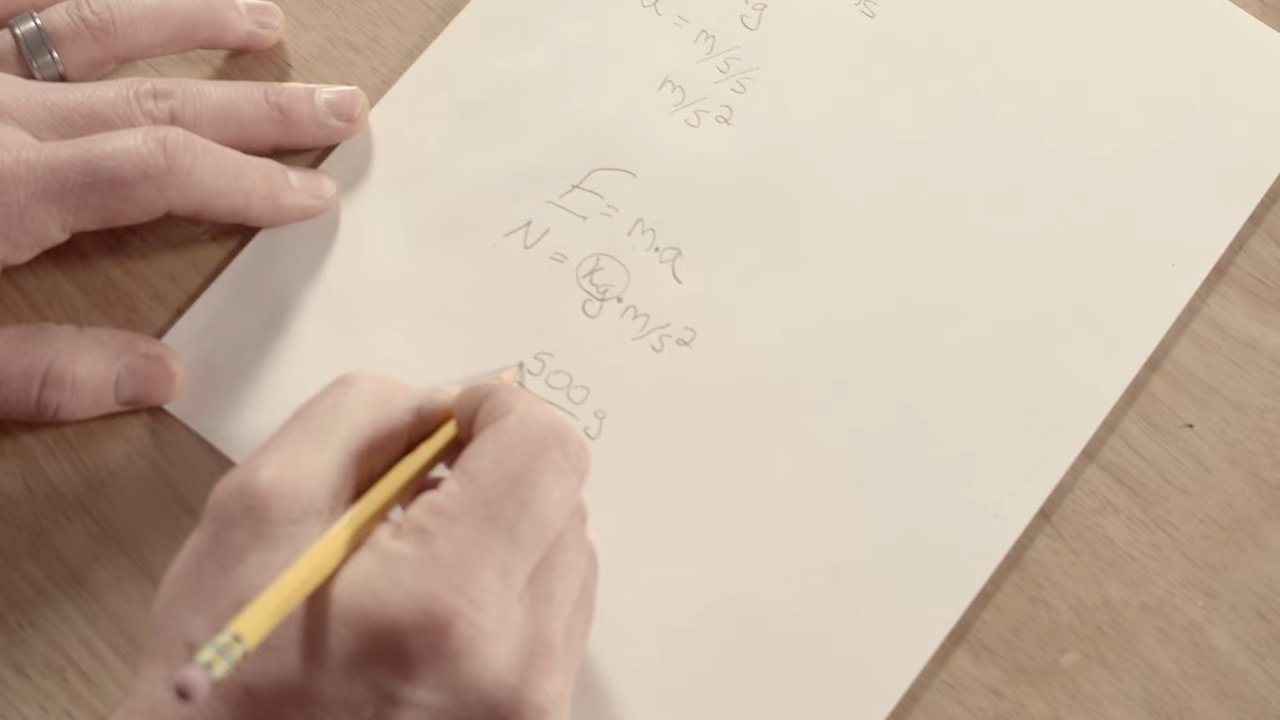 g
a = m/s/s
m/s²
F = m·a
N = kg·m/s²
500 g